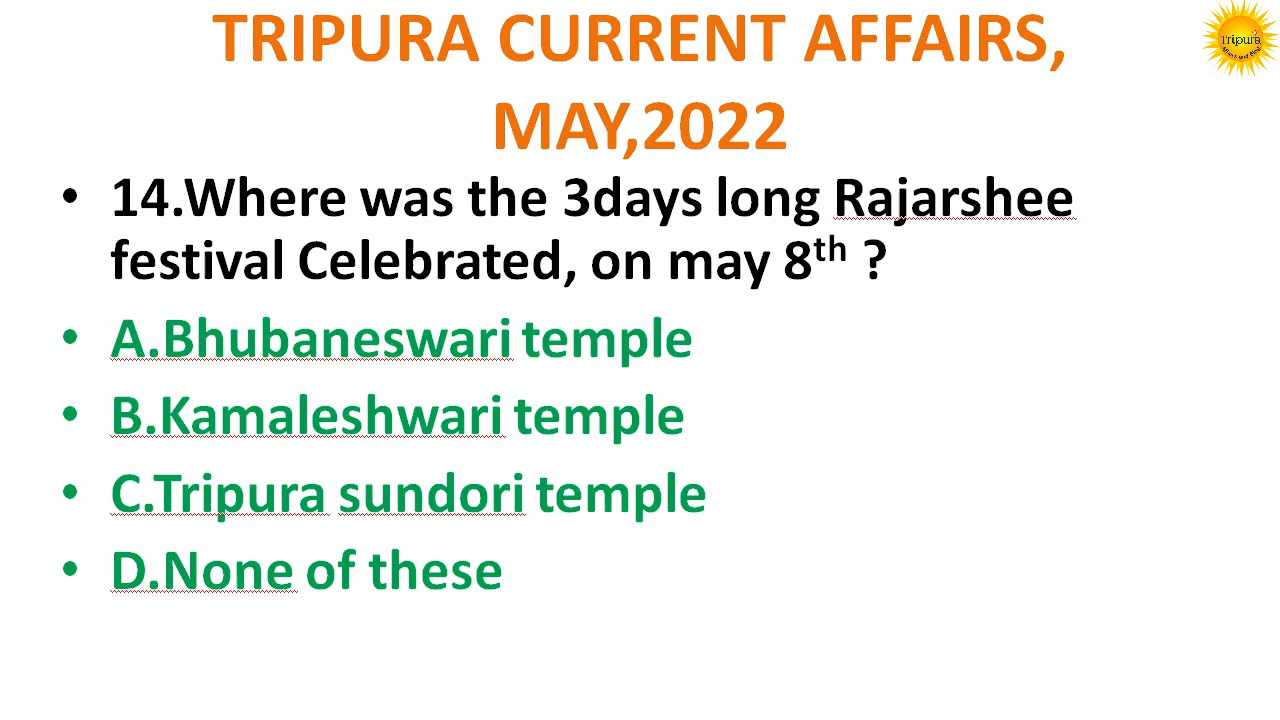 TRIPURA CURRENT AFFAIRS,
MAY,2022
Tripura
• 14.Where was the 3days long Rajarshee
festival Celebrated, on may 8th ?
• A.Bhubaneswari temple
• B.Kamaleshwari temple
• C.Tripura sundori temple
• D.None of these